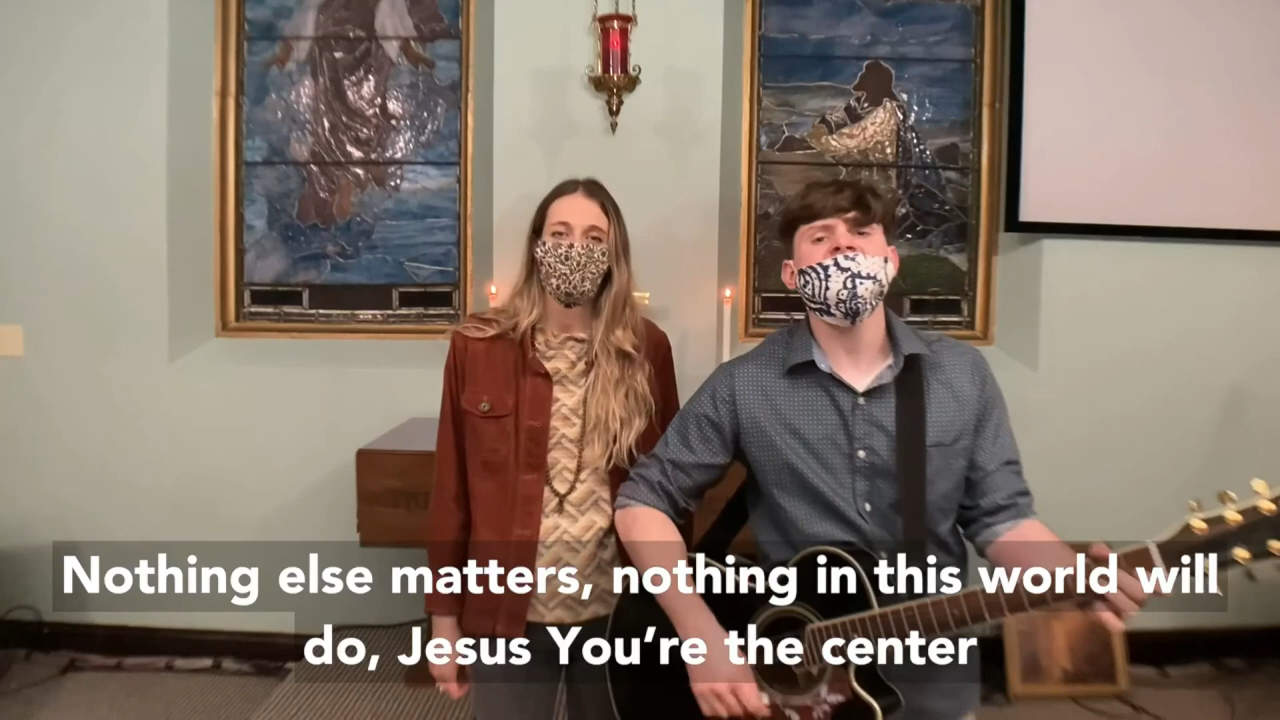 Nothing else matters, nothing in this world will
do, Jesus You’re the center